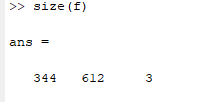 >> size(f)
ans =
344 612 3